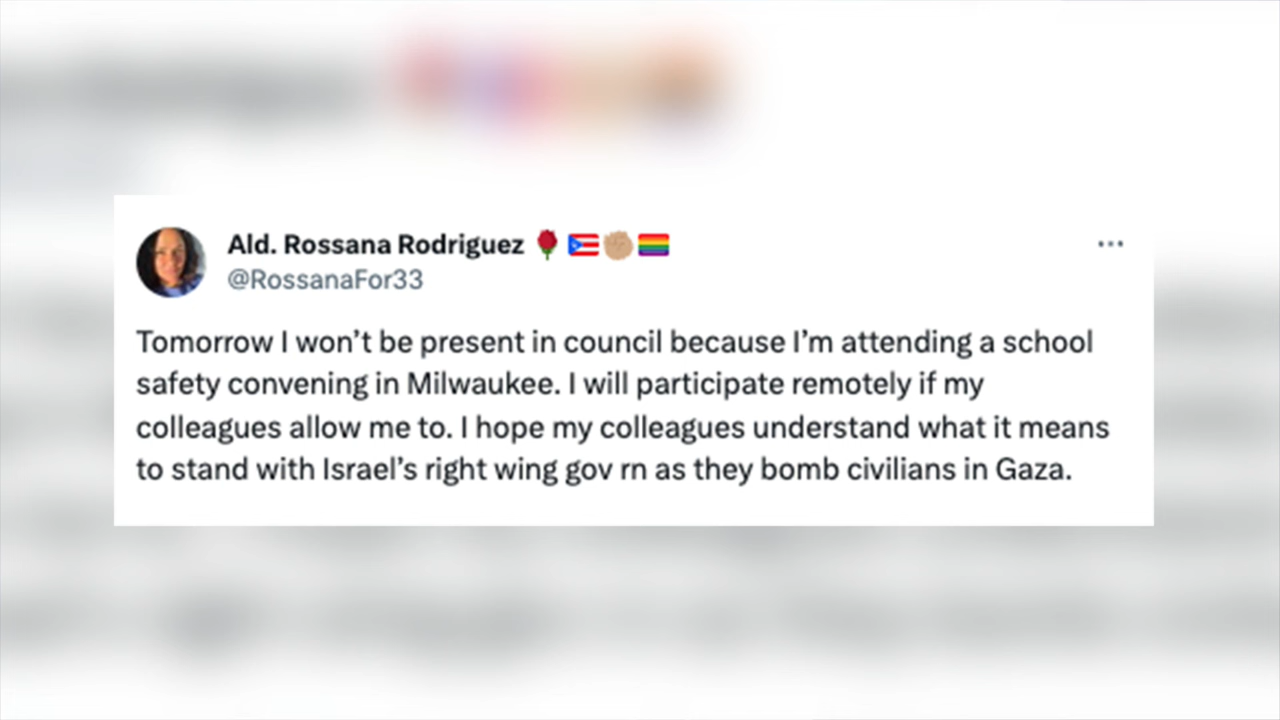 Ald. Rossana Rodriguez 🌹🇵🇷✊🏽🏳️‍🌈
@RossanaFor33
Tomorrow I won’t be present in council because I’m attending a school
safety convening in Milwaukee. I will participate remotely if my
colleagues allow me to. I hope my colleagues understand what it means
to stand with Israel’s right wing gov rn as they bomb civilians in Gaza.